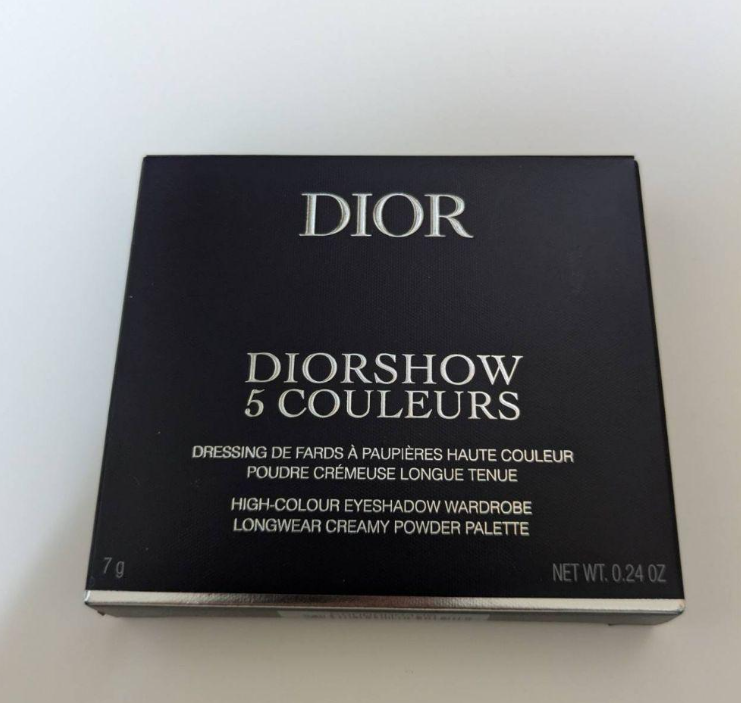 DIOR
DIORSHOW
5 COULEURS
DRESSING DE FARDS À PAUPIÈRES HAUTE COULEUR
POUDRE CRÉMEUSE LONGUE TENUE
HIGH-COLOUR EYESHADOW WARDROBE
LONGWEAR CREAMY POWDER PALETTE
7 g NET WT. 0.24 OZ